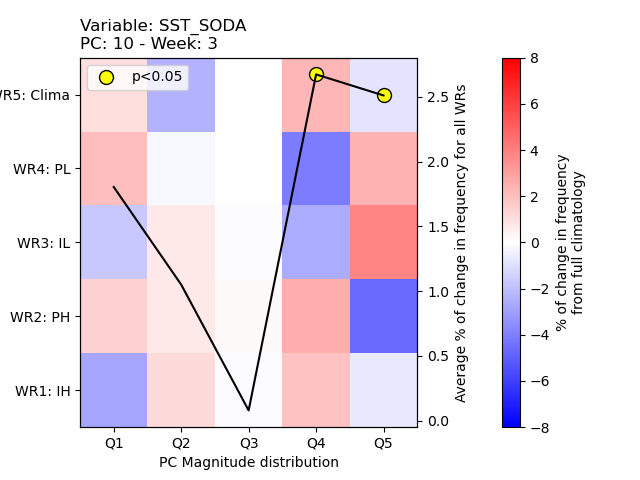 Variable: SST_SODA
PC: 10 - Week: 3
p<0.05
WR5: Clima
WR4: PL
WR3: IL
WR2: PH
WR1: IH
Q1 Q2 Q3 Q4 Q5
PC Magnitude distribution
2.5
2.0
1.5
1.0
0.5
0.0
Average % of change in frequency for all WRs
8
6
4
2
0
−2
−4
−6
−8
% of change in frequency
from full climatology